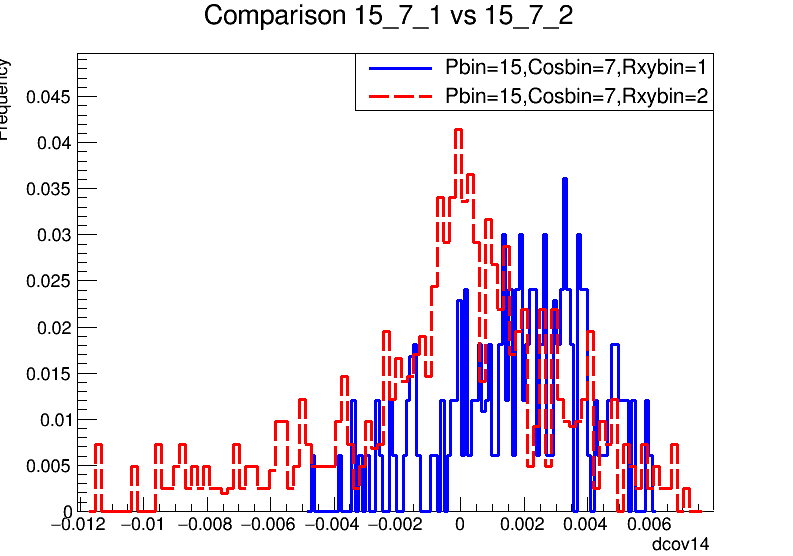 Comparison 15_7_1 vs 15_7_2
Pbin=15,Cosbin=7,Rxybin=1
Pbin=15,Cosbin=7,Rxybin=2
Frequency
0.045
0.04
0.035
0.03
0.025
0.02
0.015
0.01
0.005
0
−0.012 −0.01 −0.008 −0.006 −0.004 −0.002 0 0.002 0.004 0.006
dcov14